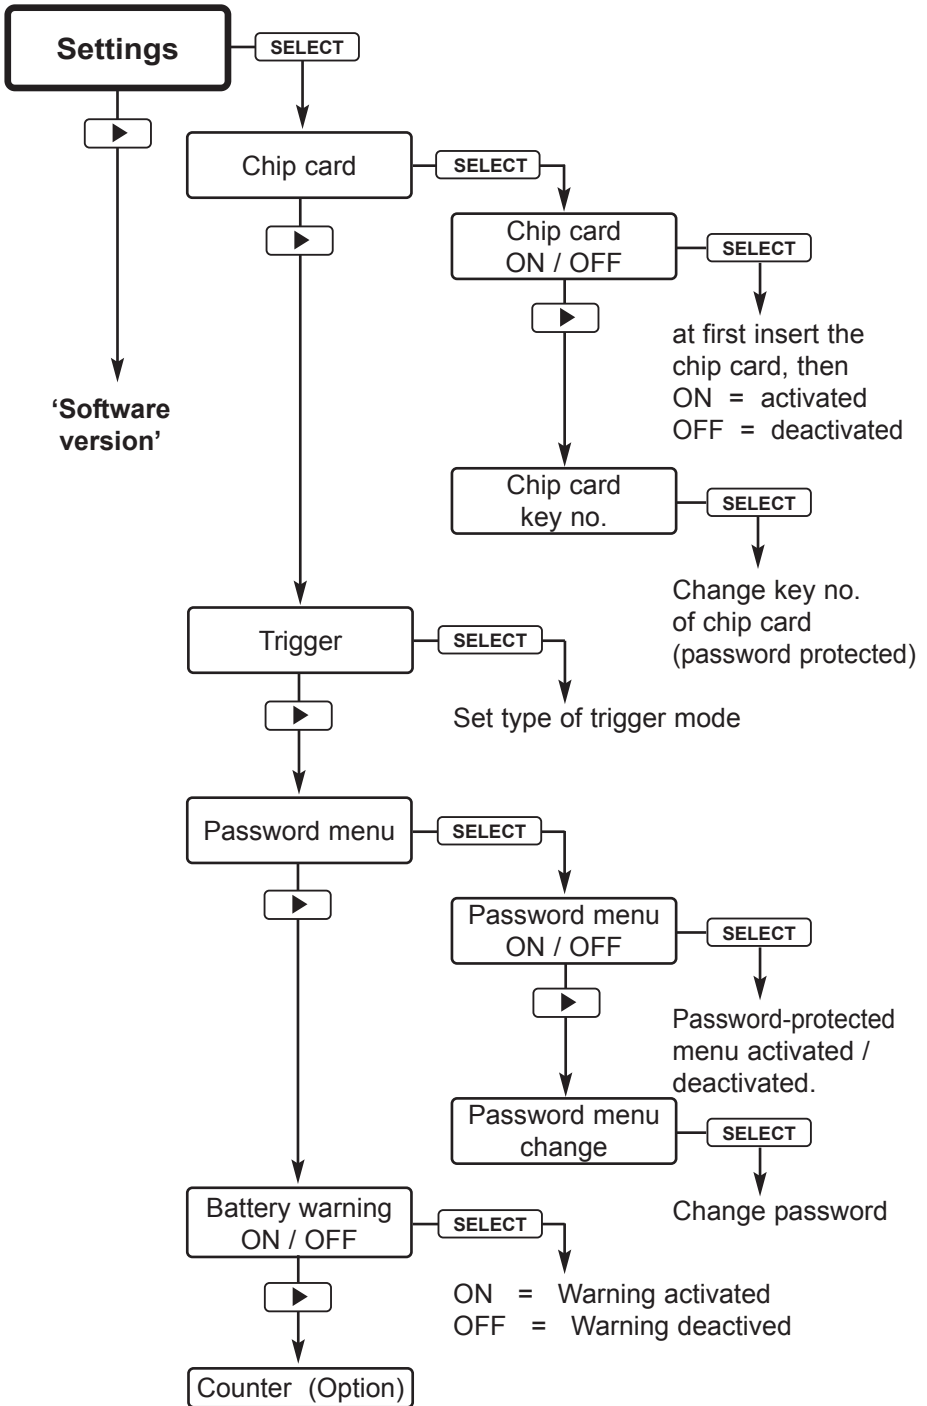 Settings
SELECT
Chip card
SELECT
Chip card
ON / OFF
SELECT
at first insert the
chip card, then
ON = activated
OFF = deactivated
‘Software
version’
Chip card
key no.
SELECT
Change key no.
of chip card
(password protected)
Trigger
SELECT
Set type of trigger mode
Password menu
SELECT
Password menu
ON / OFF
SELECT
Password-protected
menu activated /
deactivated.
Password menu
change
SELECT
Change password
Battery warning
ON / OFF
SELECT
ON = Warning activated
OFF = Warning deactived
Counter (Option)